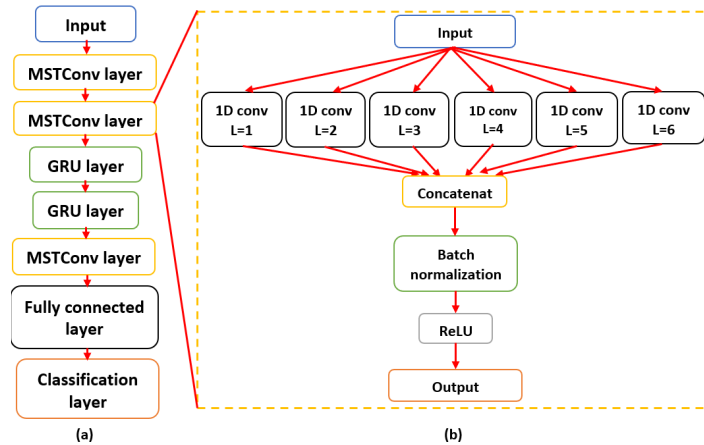 Input
MSTConv layer
MSTConv layer
GRU layer
GRU layer
MSTConv layer
Fully connected
layer
Classification
layer
(a)
Input
1D conv
L=1
1D conv
L=2
1D conv
L=3
1D conv
L=4
1D conv
L=5
1D conv
L=6
Concatenat
Batch
normalization
ReLU
Output
(b)